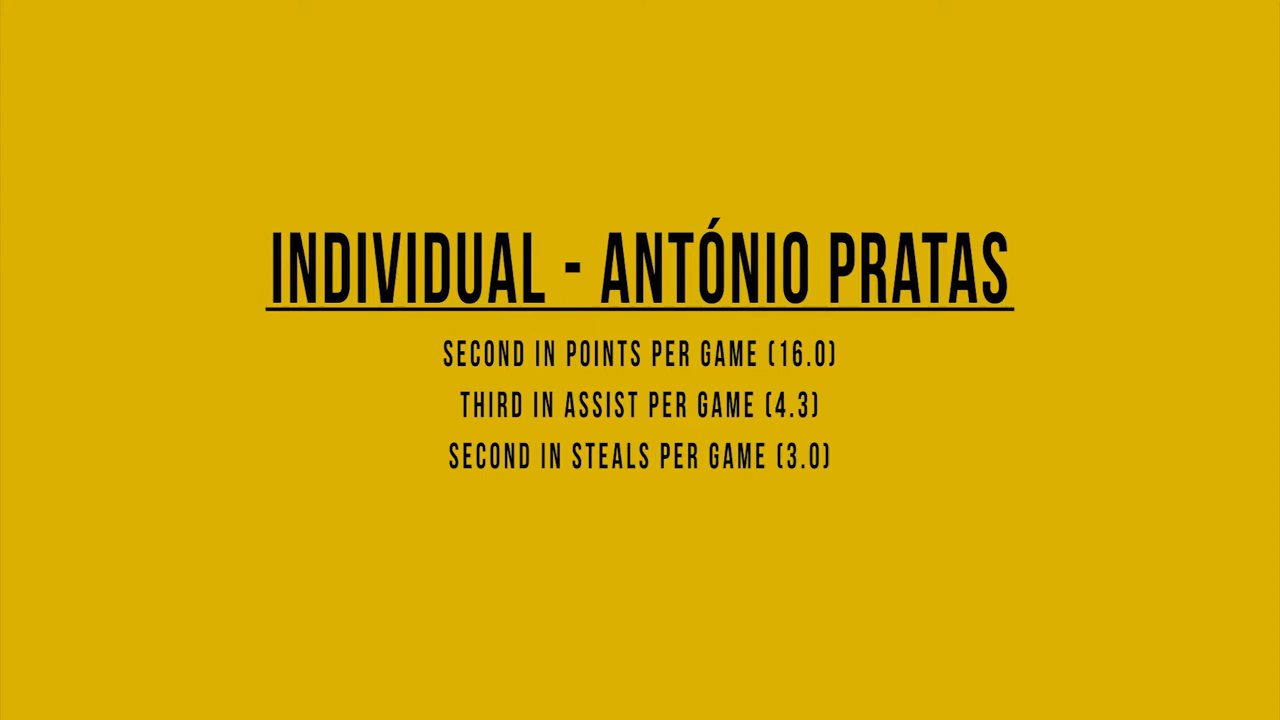 INDIVIDUAL - ANTÓNIO PRATAS
SECOND IN POINTS PER GAME (16.0)
THIRD IN ASSIST PER GAME (4.3)
SECOND IN STEALS PER GAME (3.0)